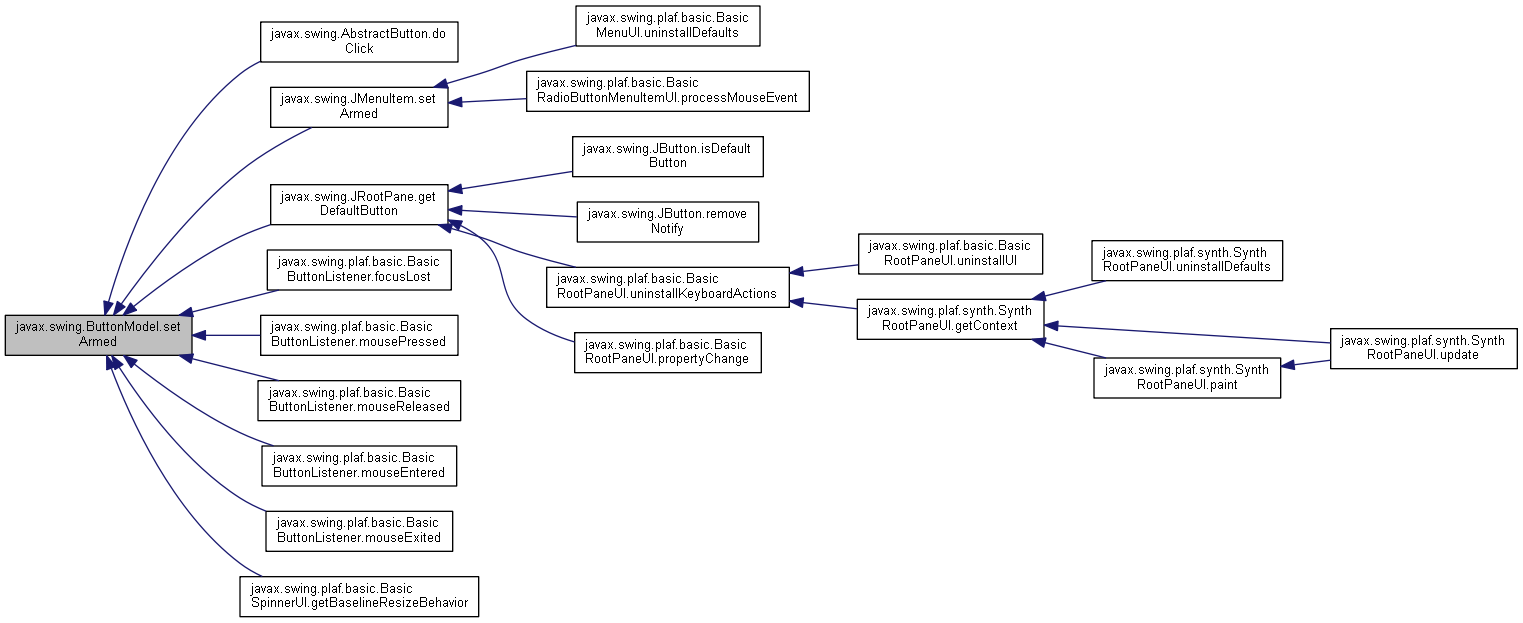 javax.swing.ButtonModel.set
Armed
javax.swing.AbstractButton.do
Click
javax.swing.JMenuItem.set
Armed
javax.swing.plaf.basic.Basic
MenuUI.uninstallDefaults
javax.swing.plaf.basic.Basic
RadioButtonMenuItemUI.processMouseEvent
javax.swing.JRootPane.get
DefaultButton
javax.swing.JButton.isDefault
Button
javax.swing.JButton.remove
Notify
javax.swing.plaf.basic.Basic
RootPaneUI.uninstallKeyboardActions
javax.swing.plaf.basic.Basic
RootPaneUI.uninstallUI
javax.swing.plaf.synth.Synth
RootPaneUI.getContext
javax.swing.plaf.synth.Synth
RootPaneUI.uninstallDefaults
javax.swing.plaf.synth.Synth
RootPaneUI.update
javax.swing.plaf.synth.Synth
RootPaneUI.paint
javax.swing.plaf.basic.Basic
RootPaneUI.propertyChange
javax.swing.plaf.basic.Basic
ButtonListener.focusLost
javax.swing.plaf.basic.Basic
ButtonListener.mousePressed
javax.swing.plaf.basic.Basic
ButtonListener.mouseReleased
javax.swing.plaf.basic.Basic
ButtonListener.mouseEntered
javax.swing.plaf.basic.Basic
ButtonListener.mouseExited
javax.swing.plaf.basic.Basic
SpinnerUI.getBaselineResizeBehavior